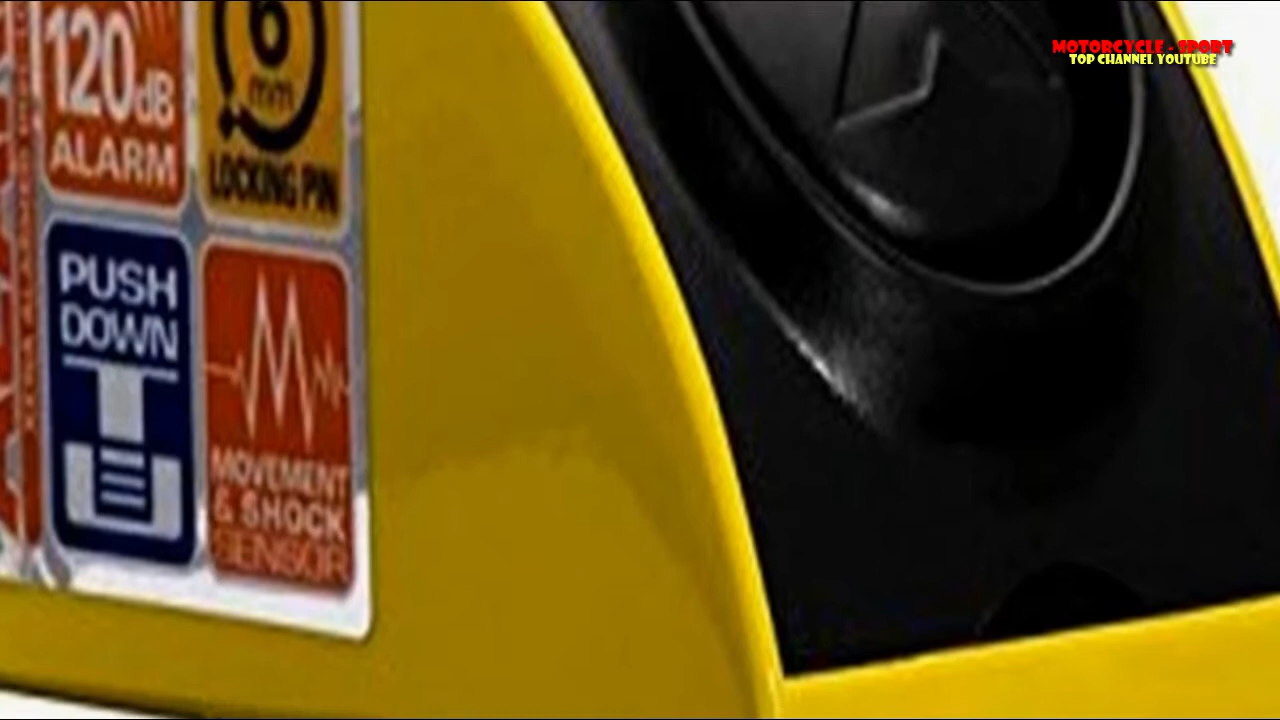 120dB
ALARM
6
mm
LOCKING PIN
PUSH
DOWN
MOVEMENT
& SHOCK
SENSOR
MOTORCYCLE - SPORT
TOP CHANNEL YOUTUBE